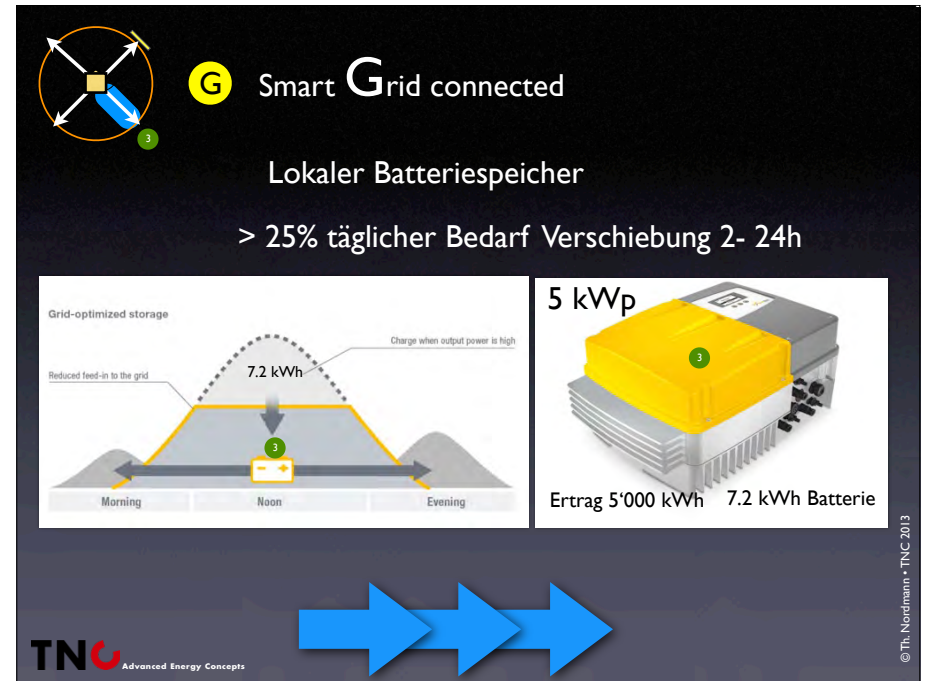 G Smart Grid connected
3
Lokaler Batteriespeicher
> 25% täglicher Bedarf Verschiebung 2- 24h
Grid-optimized storage
Charge when output power is high
7.2 kWh
Reduced feed-in to the grid
3
- +
Morning Noon Evening
5 kWp
3
Ertrag 5‘000 kWh 7.2 kWh Batterie
© Th. Nordmann • TNC 2013
TNC Advanced Energy Concepts